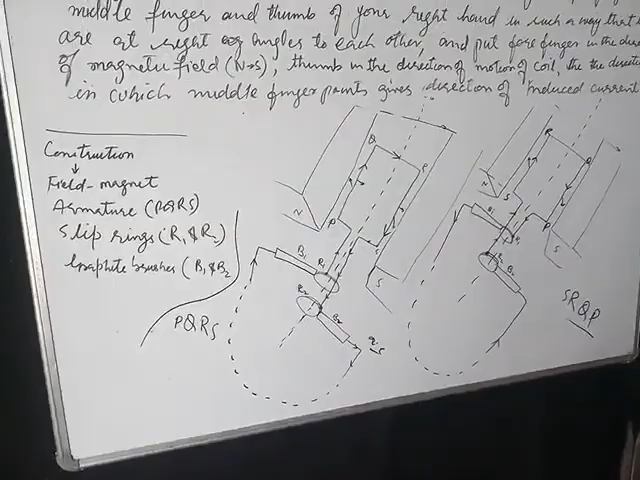 middle finger and thumb of your right hand in such a way that
are at right ang angles to each other, and put fore finger in the
of magnetic field (N→S), thumb in the direction of motion of coil, the the
in which middle finger points gives direction of induced current
Construction
↓
Field-magnet
Armature (PQRS)
Slip rings (R1 & R2)
Graphite brushes (B1 & B2
PQRS
N
Q
R
P
S
S
B1
R1
R2
B2
N
R
Q
S
P
S
SRQP